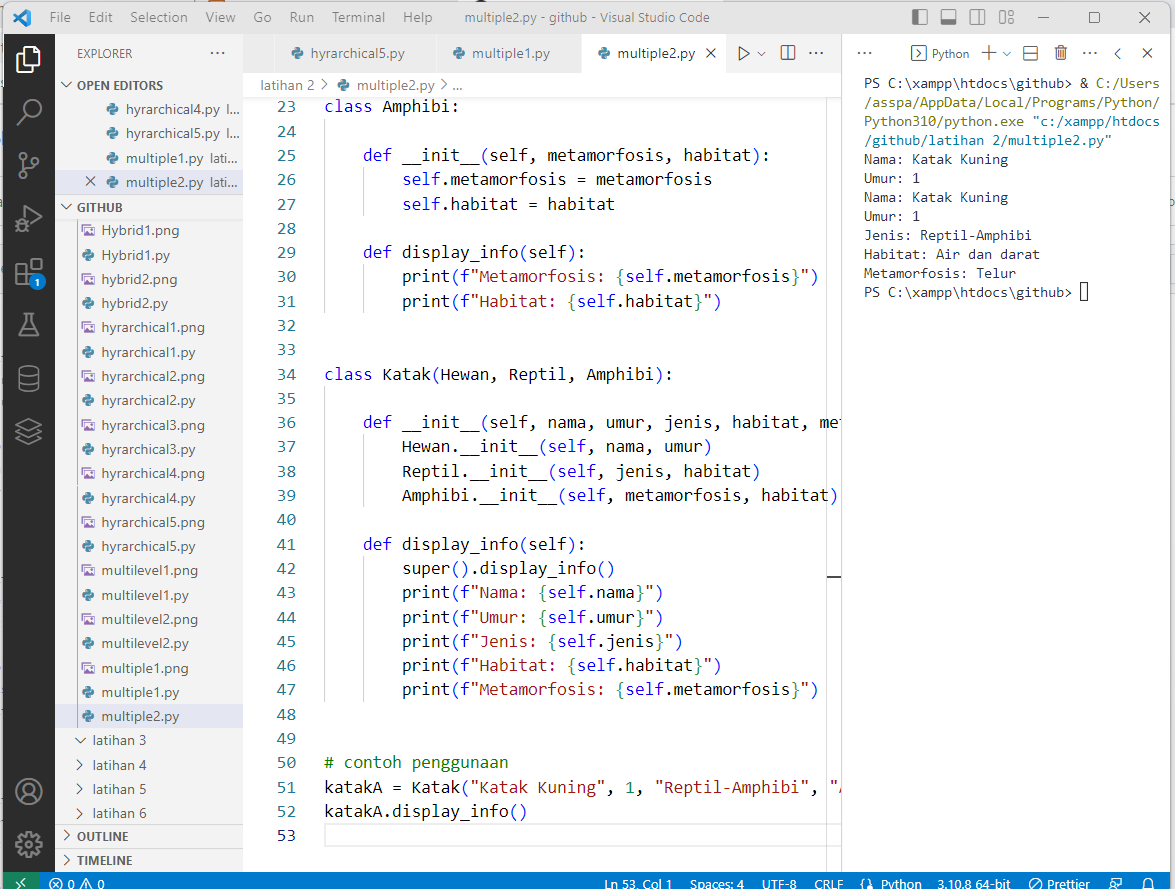 File Edit Selection View Go Run Terminal Help multiple2.py - github - Visual Studio Code
EXPLORER
OPEN EDITORS
hyrarchical4.py l...
hyrarchical5.py l...
multiple1.py lati...
multiple2.py lati...
GITHUB
Hybrid1.png
Hybrid1.py
hybrid2.png
hybrid2.py
hyrarchical1.png
hyrarchical1.py
hyrarchical2.png
hyrarchical2.py
hyrarchical3.png
hyrarchical3.py
hyrarchical4.png
hyrarchical4.py
hyrarchical5.png
hyrarchical5.py
multilevel1.png
multilevel1.py
multilevel2.png
multilevel2.py
multiple1.png
multiple1.py
multiple2.py
latihan 3
latihan 4
latihan 5
latihan 6
OUTLINE
TIMELINE
1
hyrarchical5.py multiple1.py multiple2.py
latihan 2 > multiple2.py > ...
23 class Amphibi:
24
25 def __init__(self, metamorfosis, habitat):
26 self.metamorfosis = metamorfosis
27 self.habitat = habitat
28
29 def display_info(self):
30 print(f"Metamorfosis: {self.metamorfosis}")
31 print(f"Habitat: {self.habitat}")
32
33
34 class Katak(Hewan, Reptil, Amphibi):
35
36 def __init__(self, nama, umur, jenis, habitat, me
37 Hewan.__init__(self, nama, umur)
38 Reptil.__init__(self, jenis, habitat)
39 Amphibi.__init__(self, metamorfosis, habitat)
40
41 def display_info(self):
42 super().display_info()
43 print(f"Nama: {self.nama}")
44 print(f"Umur: {self.umur}")
45 print(f"Jenis: {self.jenis}")
46 print(f"Habitat: {self.habitat}")
47 print(f"Metamorfosis: {self.metamorfosis}")
48
49
50 # contoh penggunaan
51 katakA = Katak("Katak Kuning", 1, "Reptil-Amphibi", "
52 katakA.display_info()
53
Python
PS C:\xampp\htdocs\github> & C:/Users
/asspa/AppData/Local/Programs/Python/
Python310/python.exe "c:/xampp/htdocs
/github/latihan 2/multiple2.py"
Nama: Katak Kuning
Umur: 1
Nama: Katak Kuning
Umur: 1
Jenis: Reptil-Amphibi
Habitat: Air dan darat
Metamorfosis: Telur
PS C:\xampp\htdocs\github>
0 0 Ln 53, Col 1 Spaces: 4 UTF-8 CRLF Python 3.10.8 64-bit Prettier